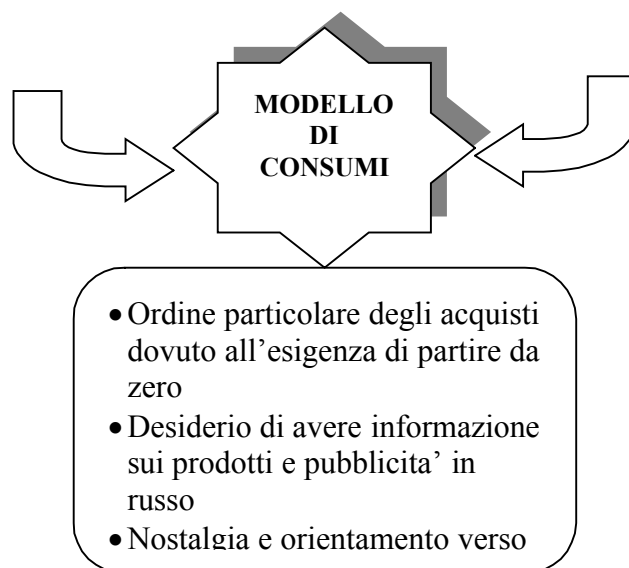 MODELLO
DI
CONSUMI
• Ordine particolare degli acquisti
dovuto all'esigenza di partire da
zero
• Desiderio di avere informazione
sui prodotti e pubblicita' in
russo
• Nostalgia e orientamento verso